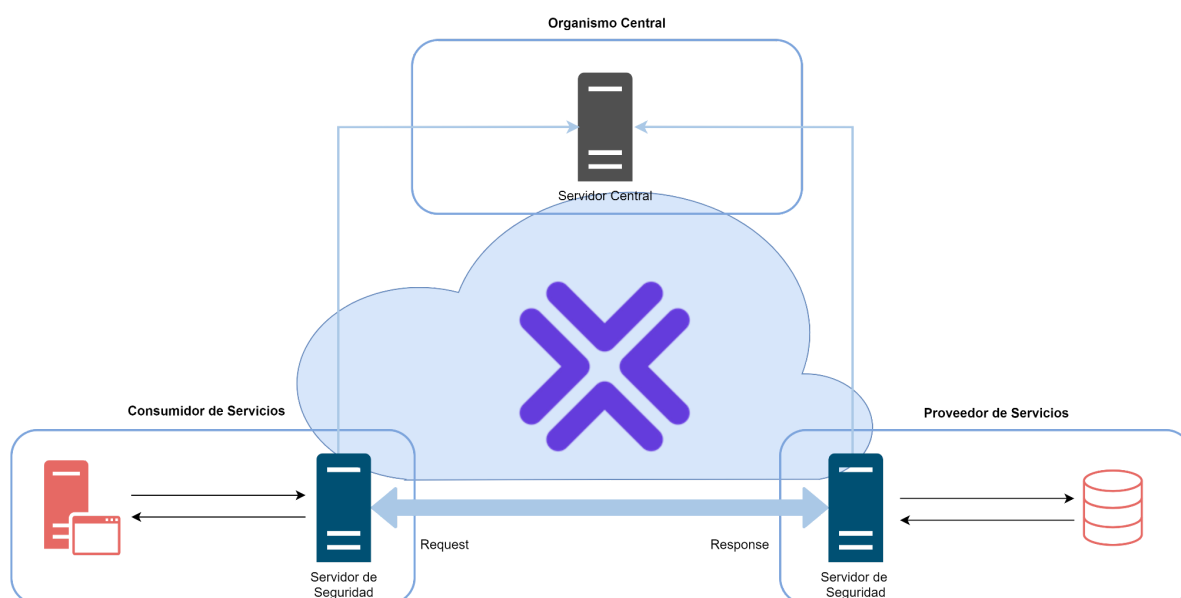 Organismo Central
Servidor Central
Consumidor de Servicios
Proveedor de Servicios
Request
Response
Servidor de
Seguridad
Servidor de
Seguridad